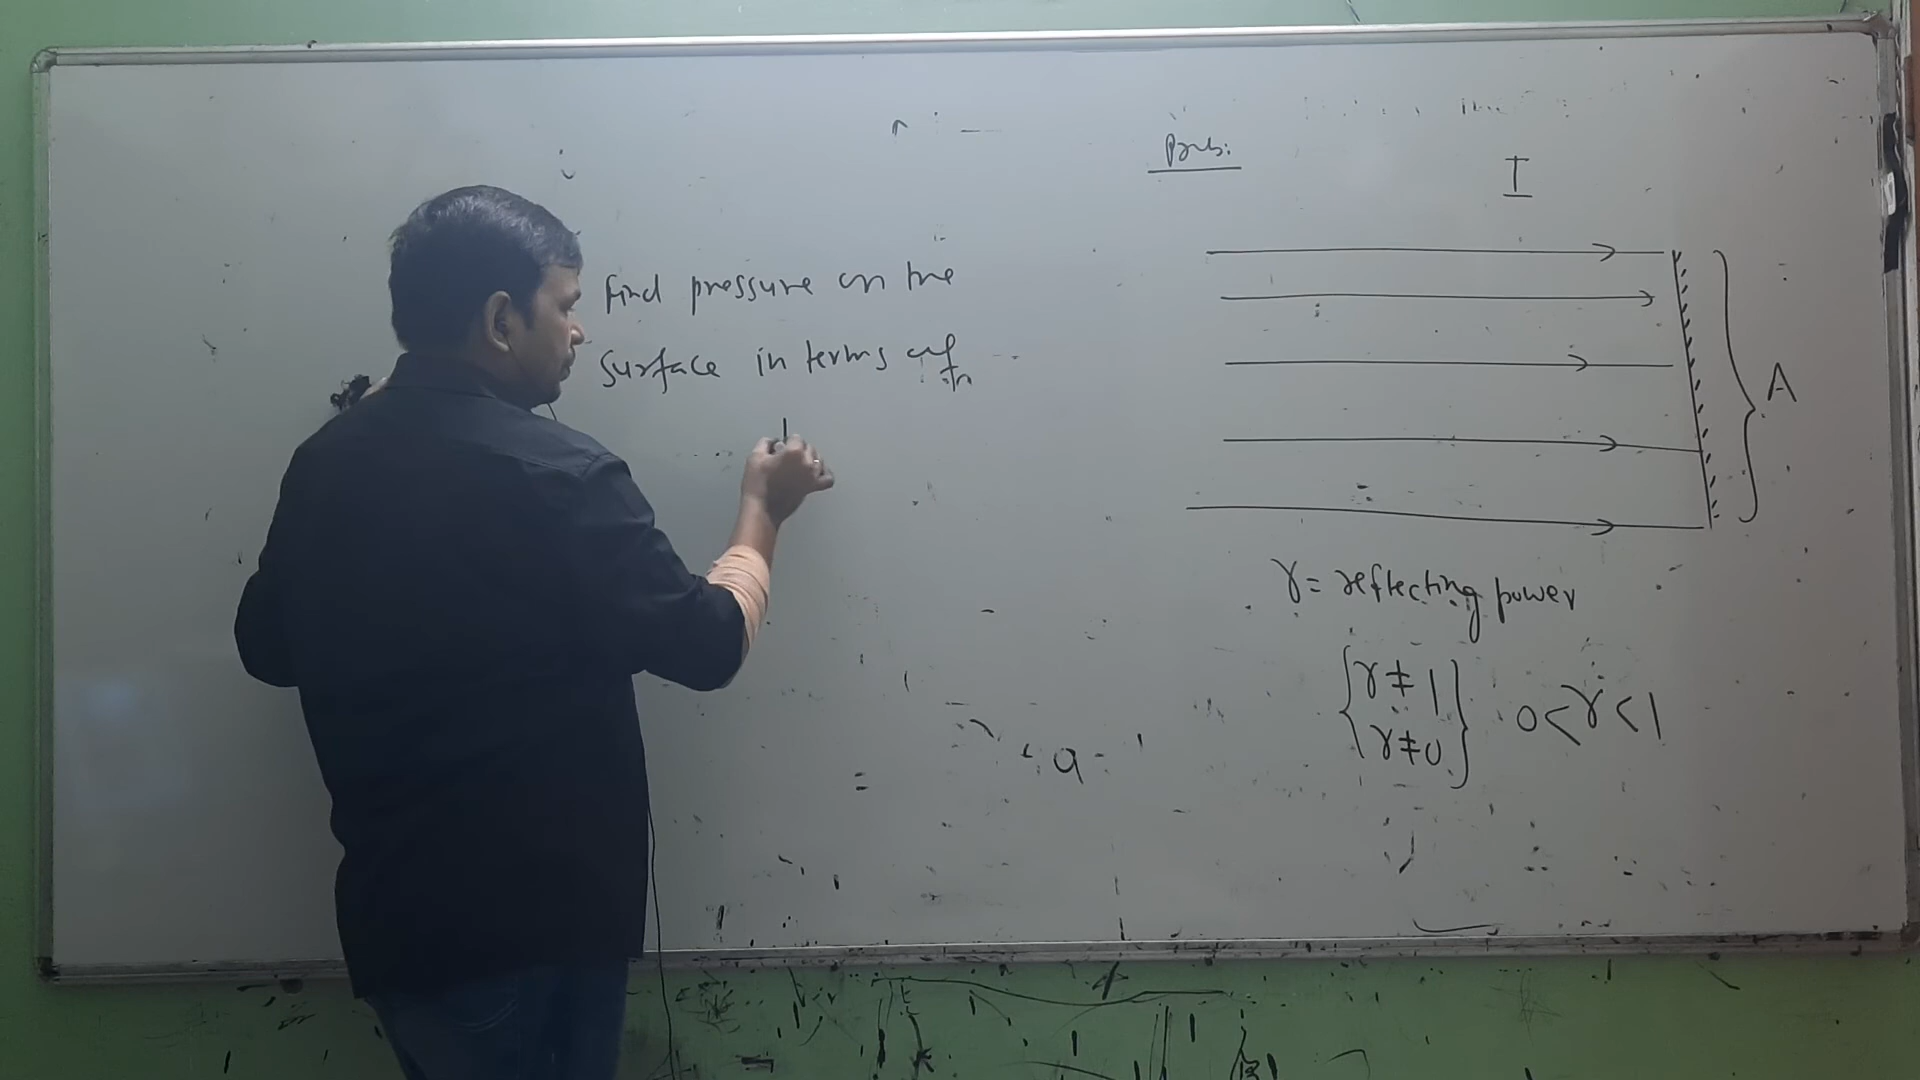 Prob:
I
find pressure on the
surface in terms of
A
r = reflecting power
{r ≠ 1
r ≠ 0} 0 < r < 1
a -
=